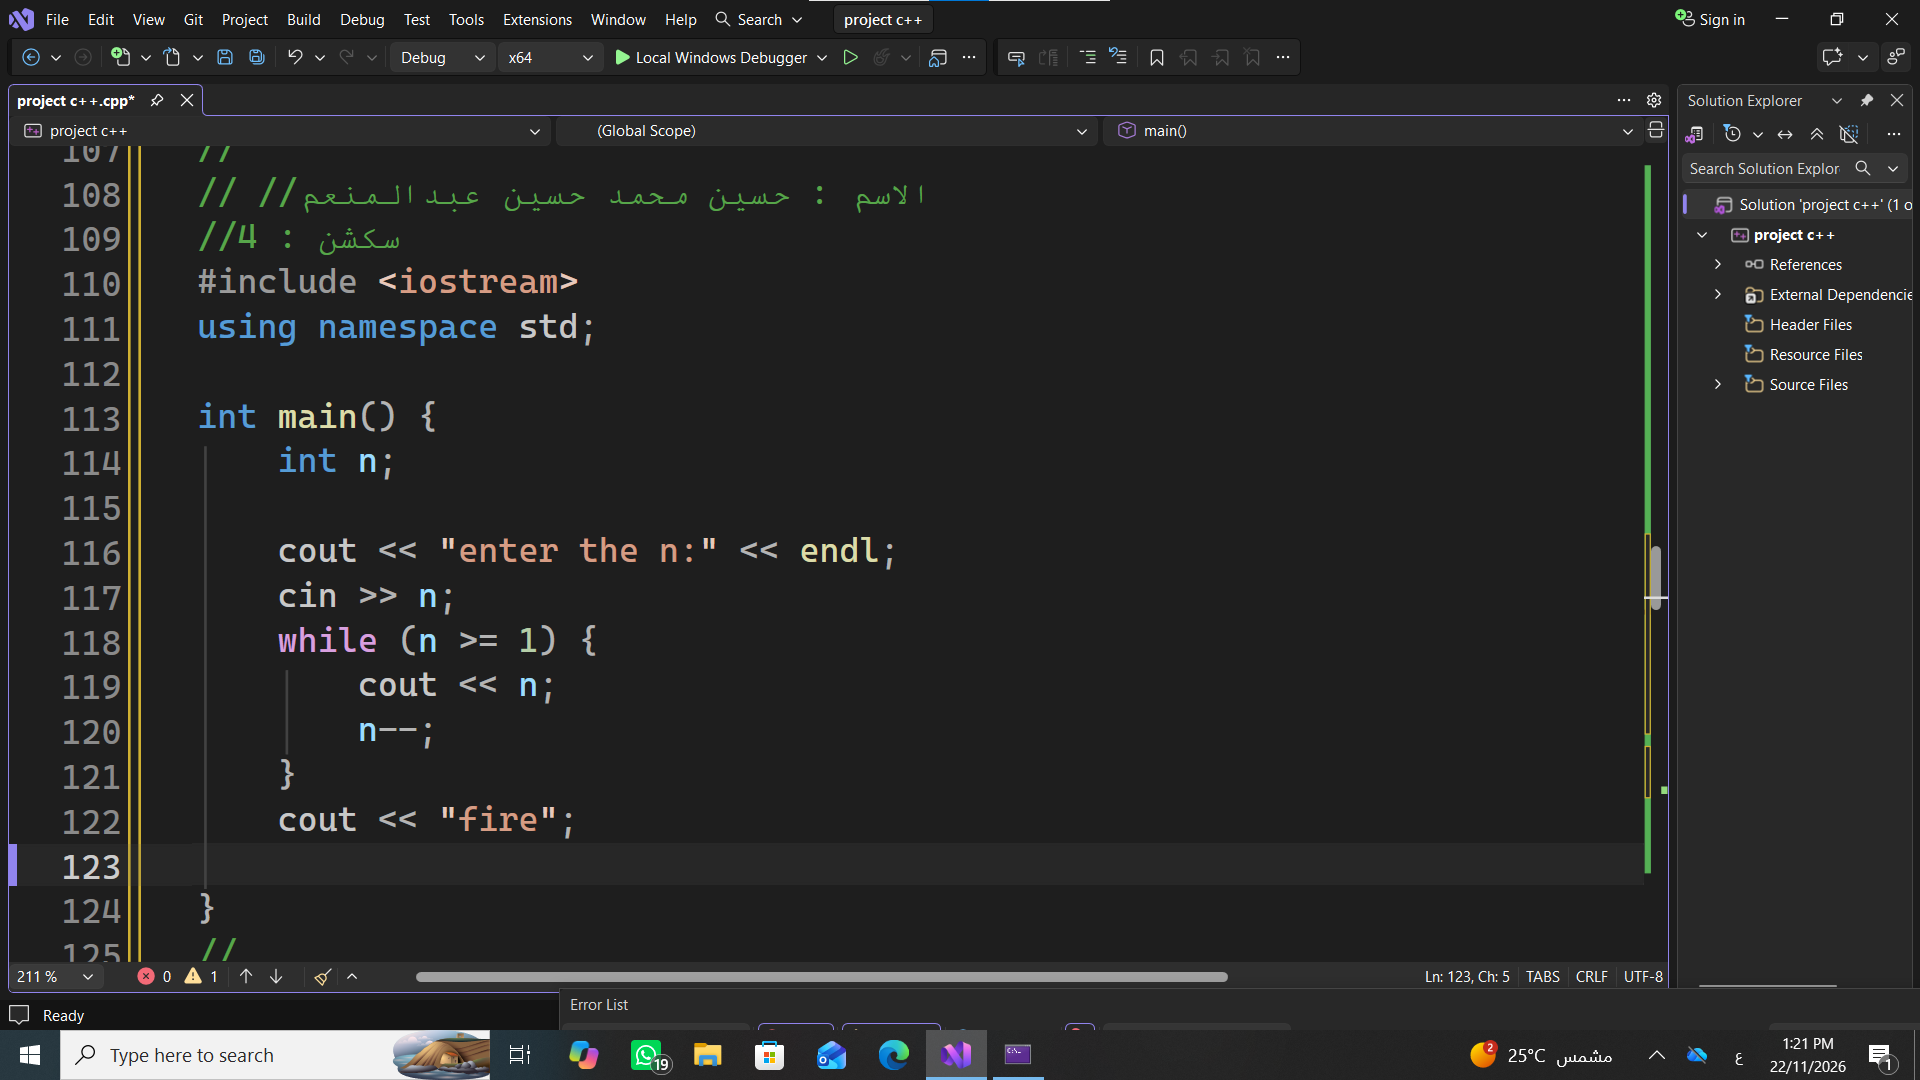 File Edit View Git Project Build Debug Test Tools Extensions Window Help Search project c++ Sign in
Debug x64 Local Windows Debugger
project c++.cpp*
project c++ (Global Scope) main()
107 //
108 // // الاسم : حسين محمد حسين عبدالمنعم//
109 //4 : سكشن
110 #include <iostream>
111 using namespace std;
112
113 int main() {
114 int n;
115
116 cout << "enter the n:" << endl;
117 cin >> n;
118 while (n >= 1) {
119 cout << n;
120 n--;
121 }
122 cout << "fire";
123
124 }
125 //
211 % 0 1 Ln: 123, Ch: 5 TABS CRLF UTF-8
Solution Explorer
Search Solution Explor
Solution 'project c++' (1 o
project c++
References
External Dependencie
Header Files
Resource Files
Source Files
Error List
Ready
Type here to search
19
2
25°C مشمس
ع
1:21 PM
22/11/2026
1